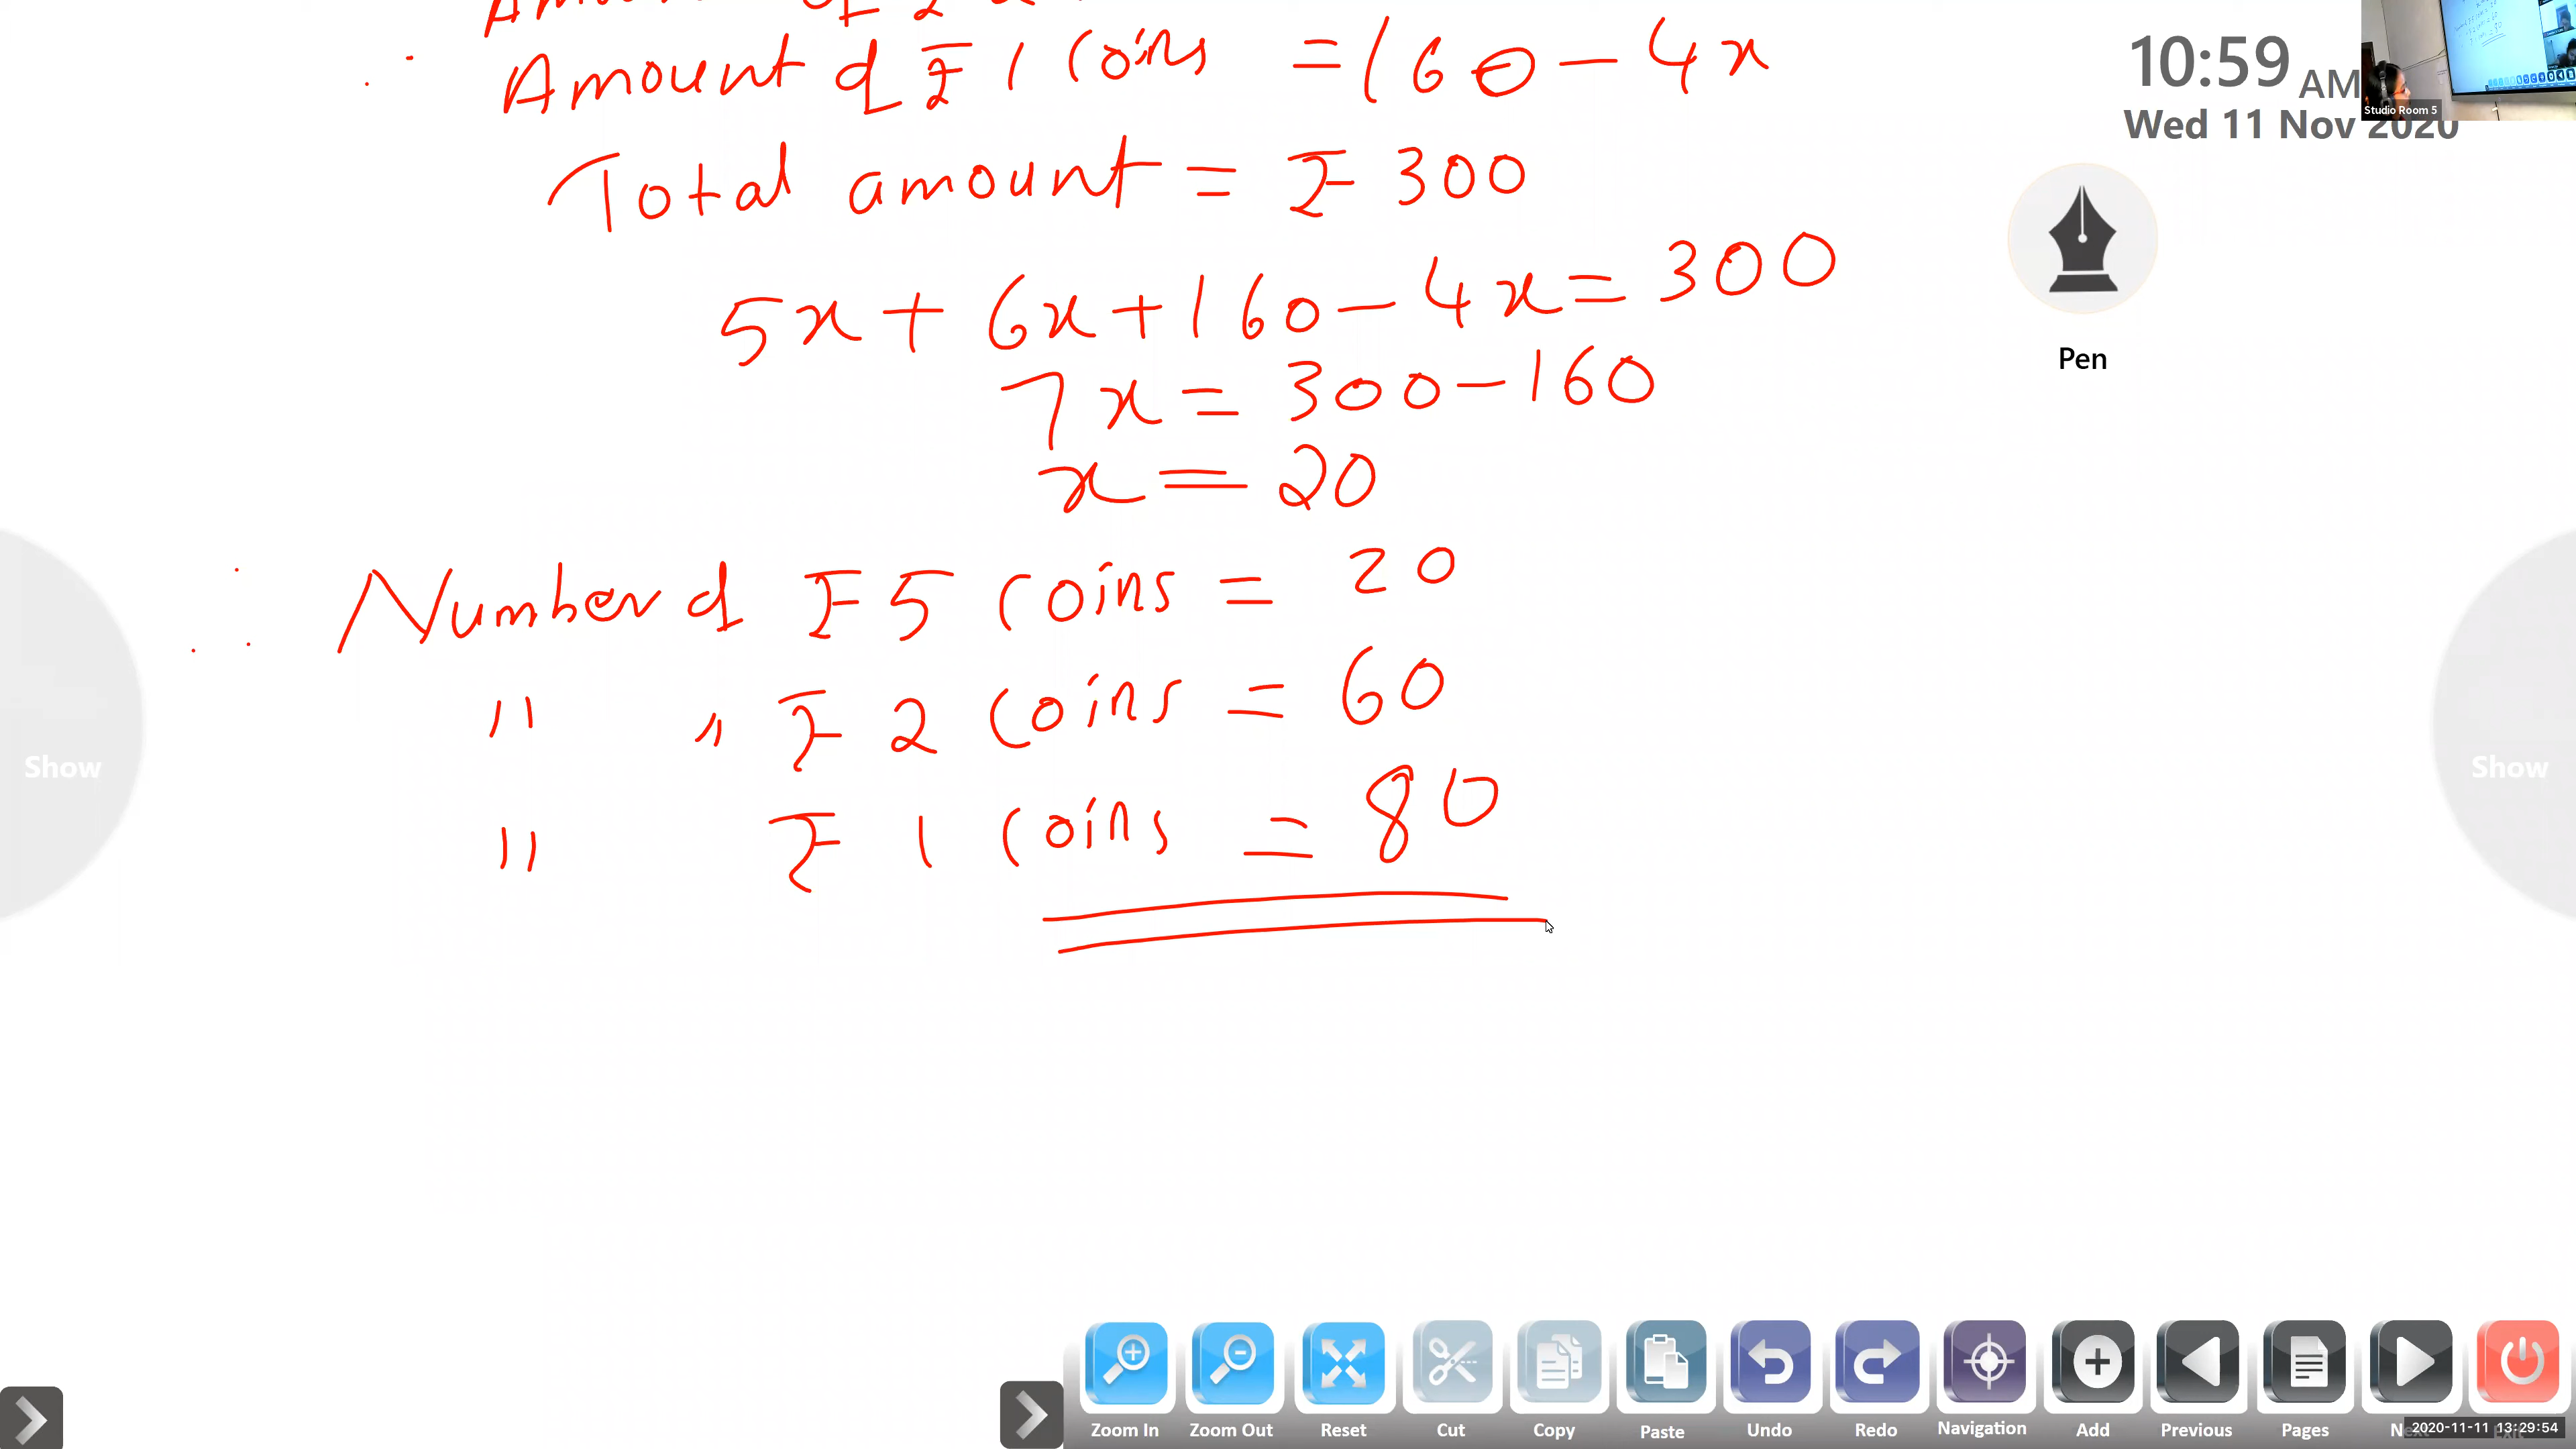 Amount of ₹ 2
∴ Amount of ₹ 1 coins = 160 - 4x
Total amount = ₹ 300
5x + 6x + 160 - 4x = 300
7x = 300 - 160
x = 20
∴ Number of ₹ 5 coins = 20
" " ₹ 2 coins = 60
" ₹ 1 coins = 80
10:59 AM
Wed 11 Nov 2020
Studio Room 5
Pen
Show
Show
Zoom In Zoom Out Reset Cut Copy Paste Undo Redo Navigation Add Previous Pages
2020-11-11 13:29:54